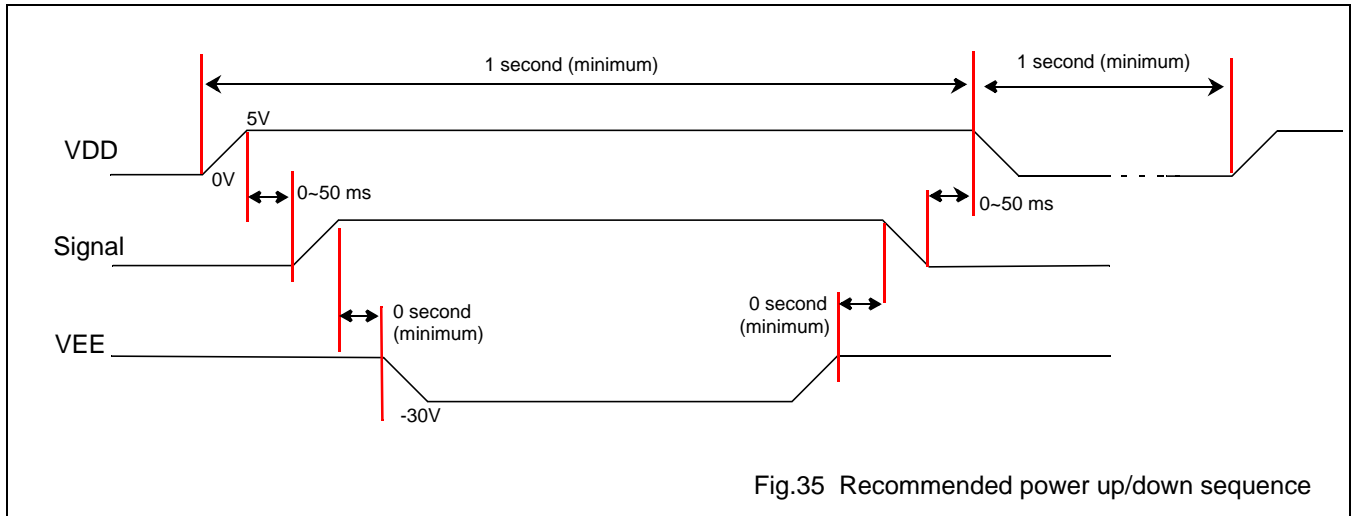 1 second (minimum)
1 second (minimum)
5V
VDD
0V
0~50 ms
0~50 ms
Signal
0 second
(minimum)
0 second
(minimum)
VEE
-30V
Fig.35 Recommended power up/down sequence